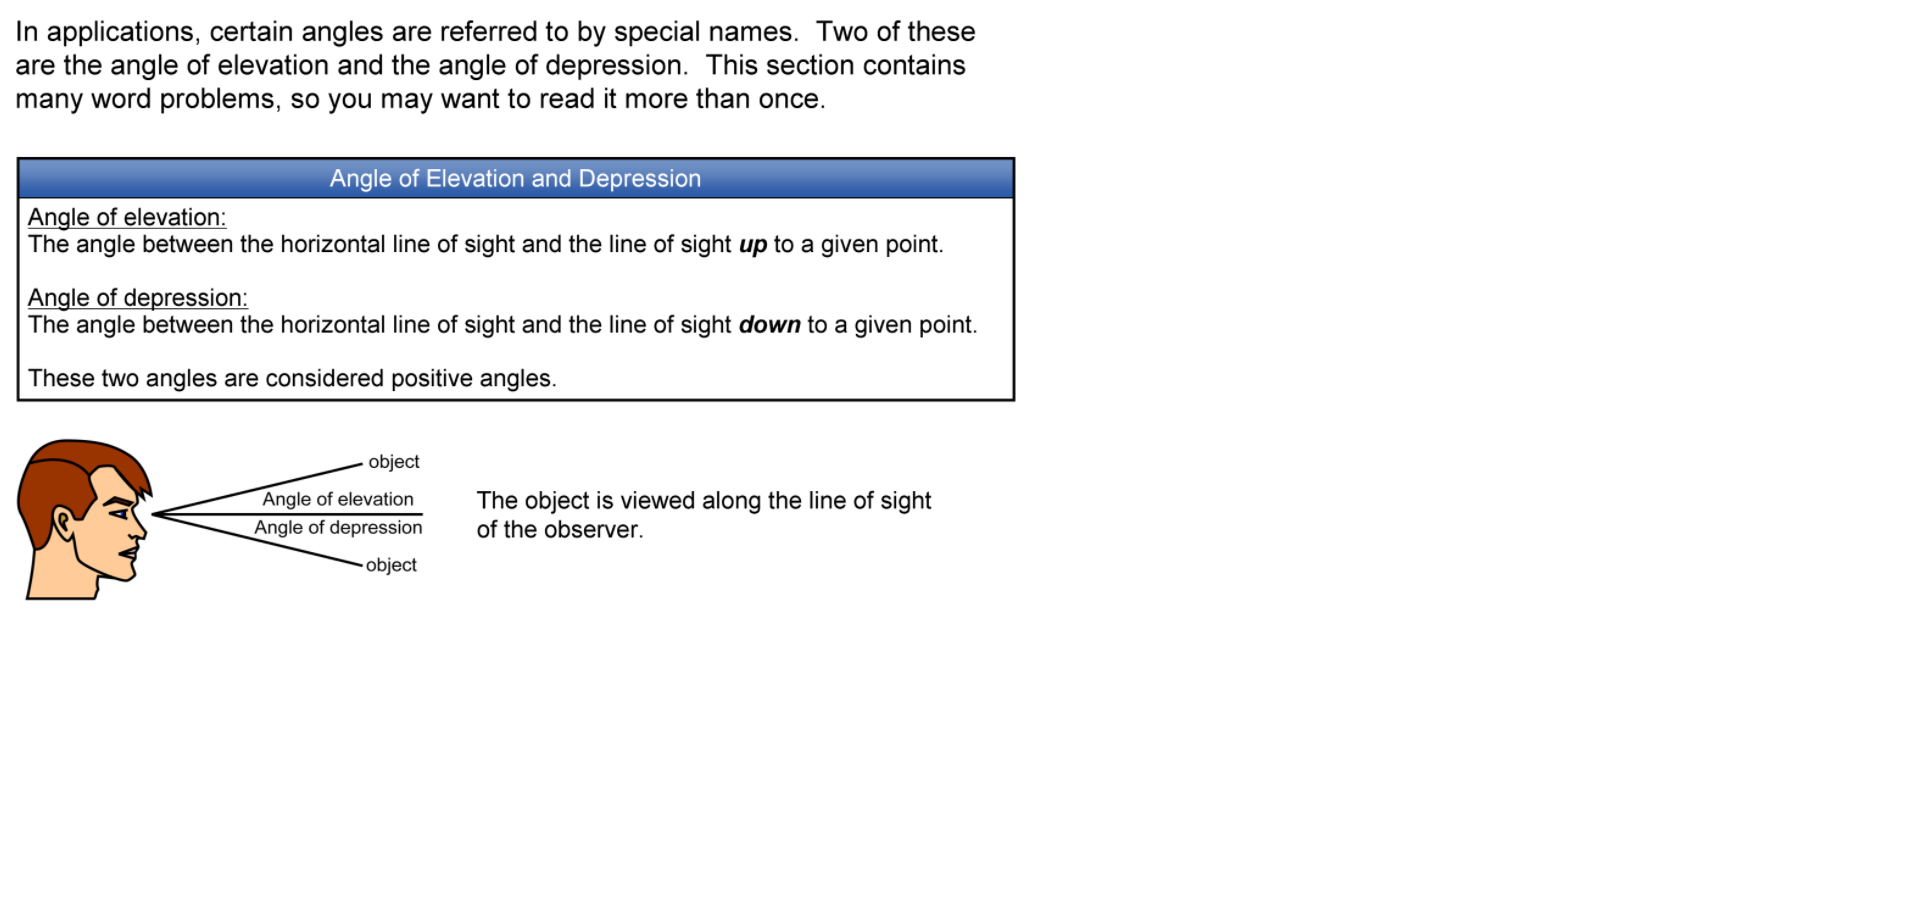 In applications, certain angles are referred to by special names.  Two of these
are the angle of elevation and the angle of depression.  This section contains
many word problems, so you may want to read it more than once.
Angle of Elevation and Depression
Angle of elevation:
The angle between the horizontal line of sight and the line of sight up to a given point.
Angle of depression:
The angle between the horizontal line of sight and the line of sight down to a given point.
These two angles are considered positive angles.
object
Angle of elevation
Angle of depression
object
The object is viewed along the line of sight
of the observer.